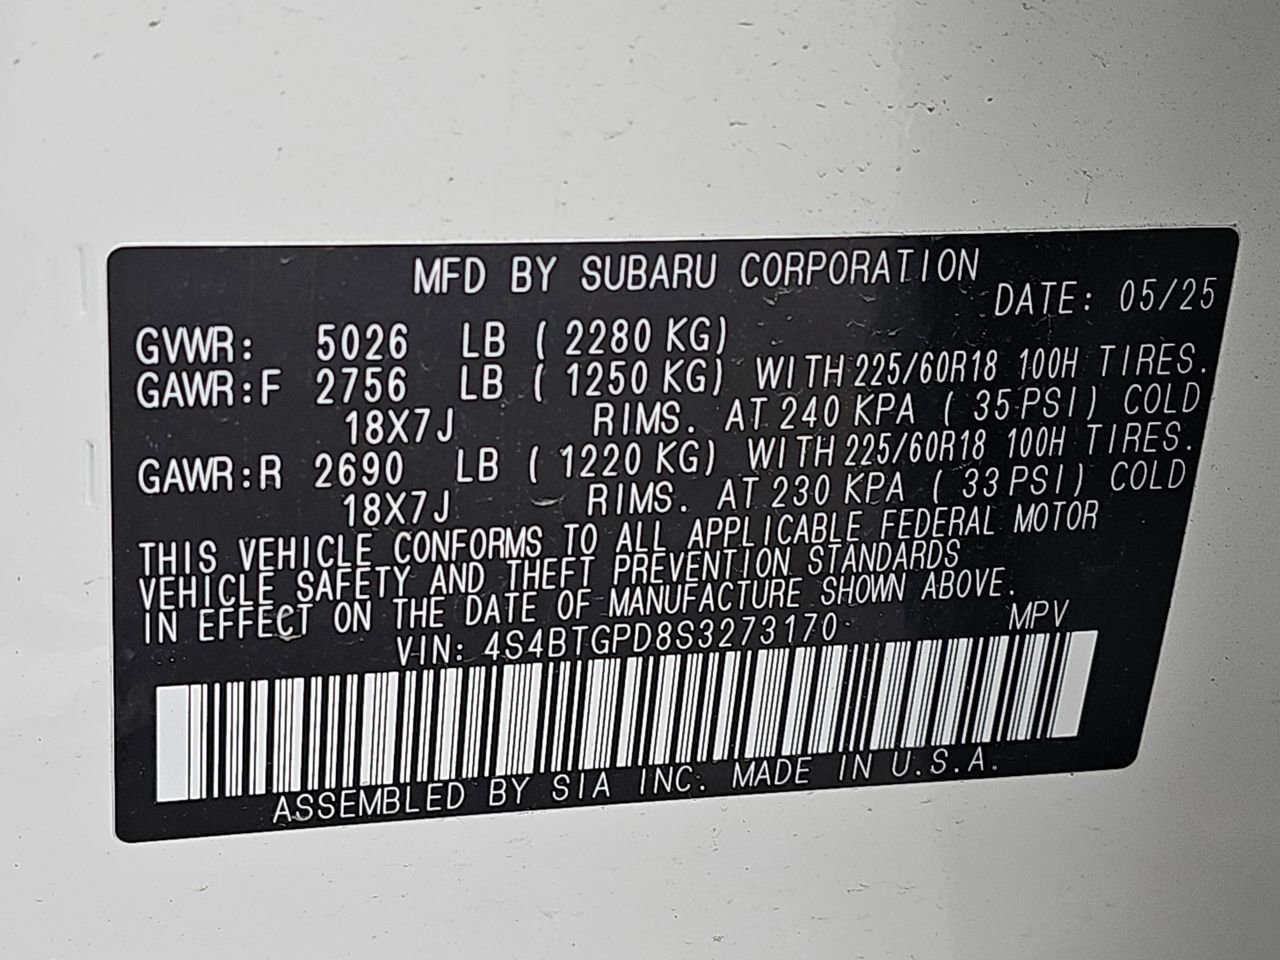 MFD BY SUBARU CORPORATION
DATE: 05/25
GVWR: 5026 LB ( 2280 KG)
GAWR:F 2756 LB ( 1250 KG) WITH 225/60R18 100H TIRES.
18X7J RIMS. AT 240 KPA ( 35 PSI) COLD
GAWR:R 2690 LB ( 1220 KG) WITH 225/60R18 100H TIRES.
18X7J RIMS. AT 230 KPA ( 33 PSI) COLD
THIS VEHICLE CONFORMS TO ALL APPLICABLE FEDERAL MOTOR
VEHICLE SAFETY AND THEFT PREVENTION STANDARDS
IN EFFECT ON THE DATE OF MANUFACTURE SHOWN ABOVE.
VIN: 4S4BTGPD8S3273170 MPV
ASSEMBLED BY SIA INC. MADE IN U.S.A.